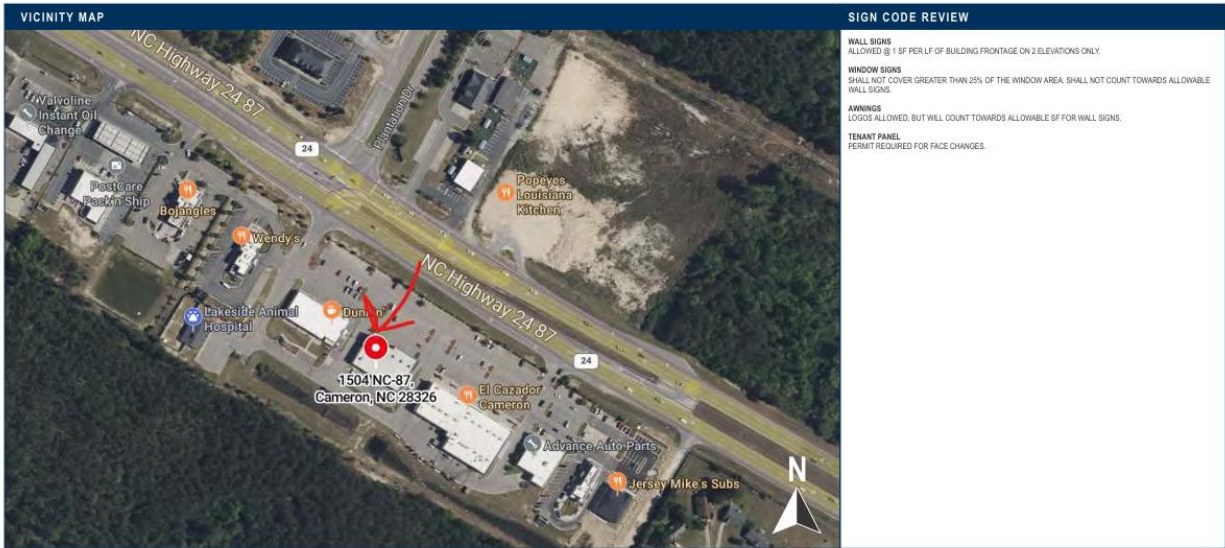 VICINITY MAP
NC Highway 24 87
Valvoline
Instant Oil
Change
24
Plantation Dr
PostCare
Pack n Ship
Bojangles
Popeyes
Louisiana
Kitchen
Wendy's
NC Highway 24 87
Lakeside Animal
Hospital
Dunkin'
24
1504 NC-87,
Cameron, NC 28326
El Cazador
Cameron
Advance Auto Parts
Jersey Mike's Subs
N
SIGN CODE REVIEW
WALL SIGNS
ALLOWED @ 1 SF PER LF OF BUILDING FRONTAGE ON 2 ELEVATIONS ONLY.
WINDOW SIGNS
SHALL NOT COVER GREATER THAN 25% OF THE WINDOW AREA. SHALL NOT COUNT TOWARDS ALLOWABLE
WALL SIGNS.
AWNINGS
LOGOS ALLOWED, BUT WILL COUNT TOWARDS ALLOWABLE SF FOR WALL SIGNS.
TENANT PANEL
PERMIT REQUIRED FOR FACE CHANGES.